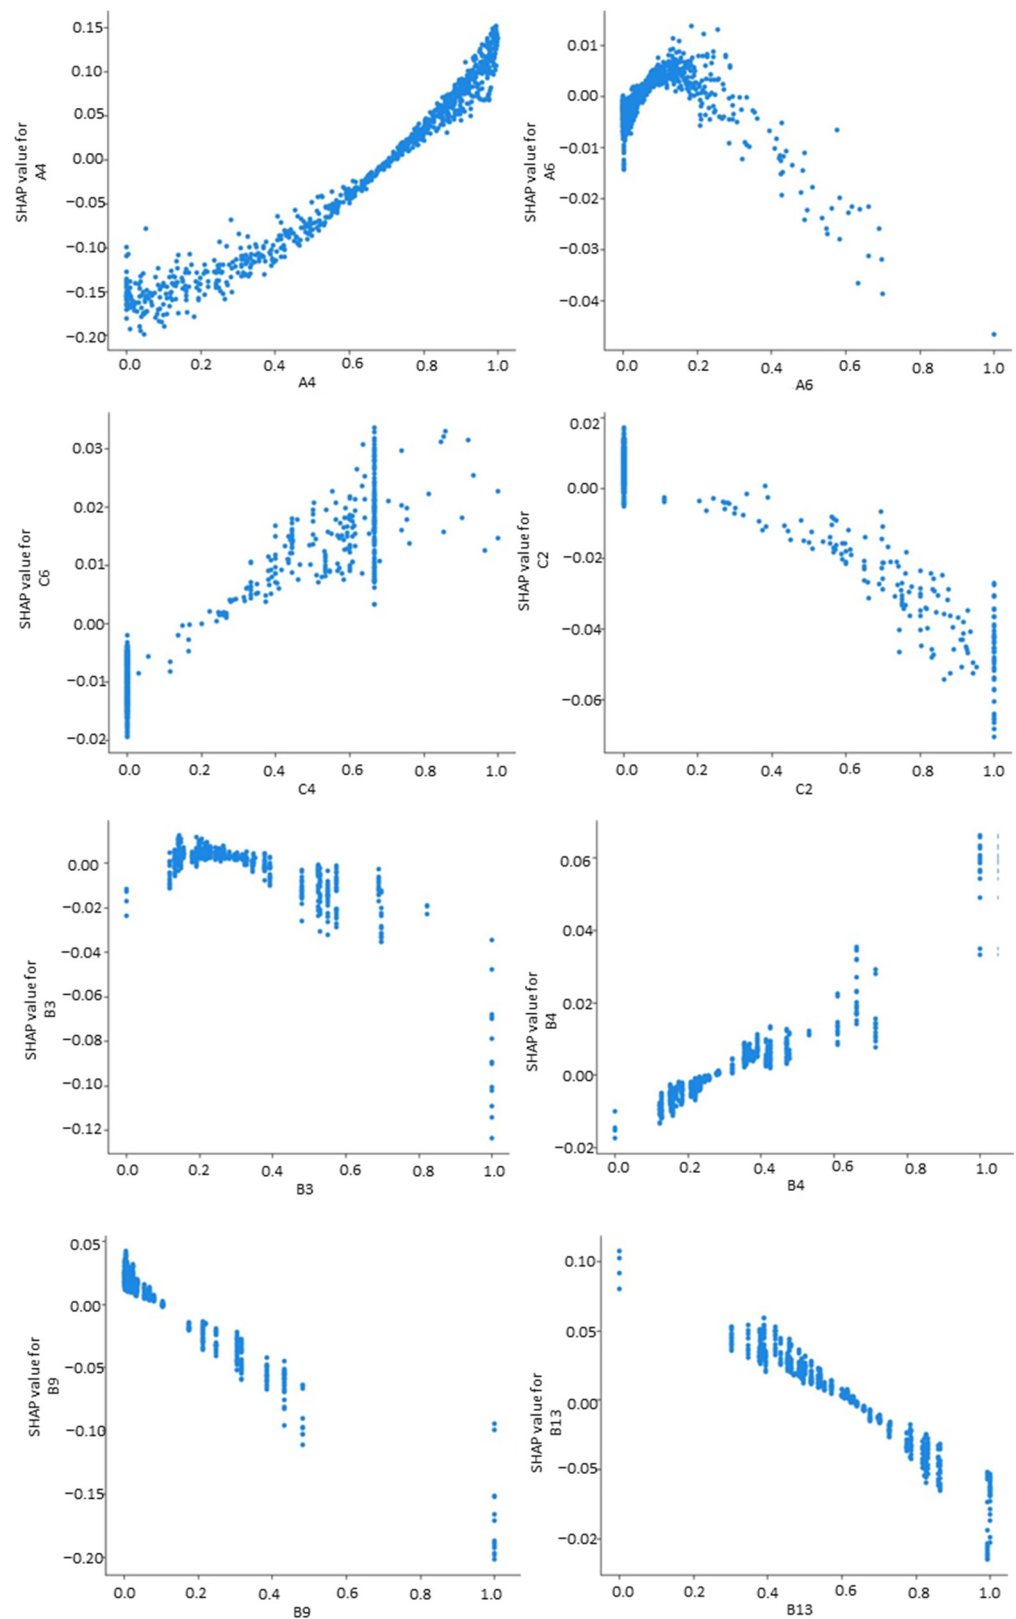 0.15
0.10
0.05
0.00
−0.05
−0.10
−0.15
−0.20
SHAP value for
A4
0.0 0.2 0.4 0.6 0.8 1.0
A4
0.01
0.00
−0.01
−0.02
−0.03
−0.04
SHAP value for
A6
0.0 0.2 0.4 0.6 0.8 1.0
A6
0.03
0.02
0.01
0.00
−0.01
−0.02
SHAP value for
C6
0.0 0.2 0.4 0.6 0.8 1.0
C4
0.02
0.00
−0.02
−0.04
−0.06
SHAP value for
C2
0.0 0.2 0.4 0.6 0.8 1.0
C2
0.00
−0.02
−0.04
−0.06
−0.08
−0.10
−0.12
SHAP value for
B3
0.0 0.2 0.4 0.6 0.8 1.0
B3
0.06
0.04
0.02
0.00
−0.02
SHAP value for
B4
0.0 0.2 0.4 0.6 0.8 1.0
B4
0.05
0.00
−0.05
−0.10
−0.15
−0.20
SHAP value for
B9
0.0 0.2 0.4 0.6 0.8 1.0
B9
0.10
0.05
0.00
−0.05
−0.02
SHAP value for
B13
0.0 0.2 0.4 0.6 0.8 1.0
B13